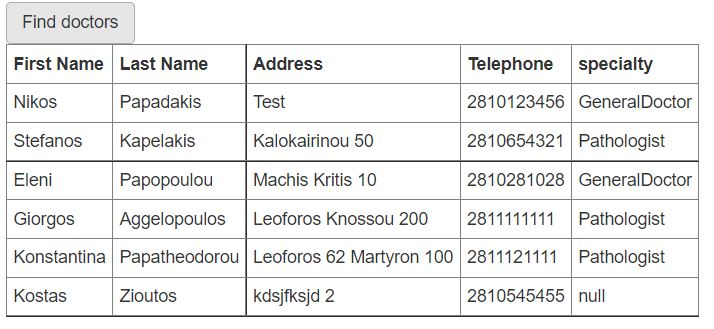 Find doctors
First Name Last Name Address Telephone specialty
Nikos Papadakis Test 2810123456 GeneralDoctor
Stefanos Kapelakis Kalokairinou 50 2810654321 Pathologist
Eleni Papopoulou Machis Kritis 10 2810281028 GeneralDoctor
Giorgos Aggelopoulos Leoforos Knossou 200 2811111111 Pathologist
Konstantina Papatheodorou Leoforos 62 Martyron 100 2811121111 Pathologist
Kostas Zioutos kdsjfksjd 2 2810545455 null